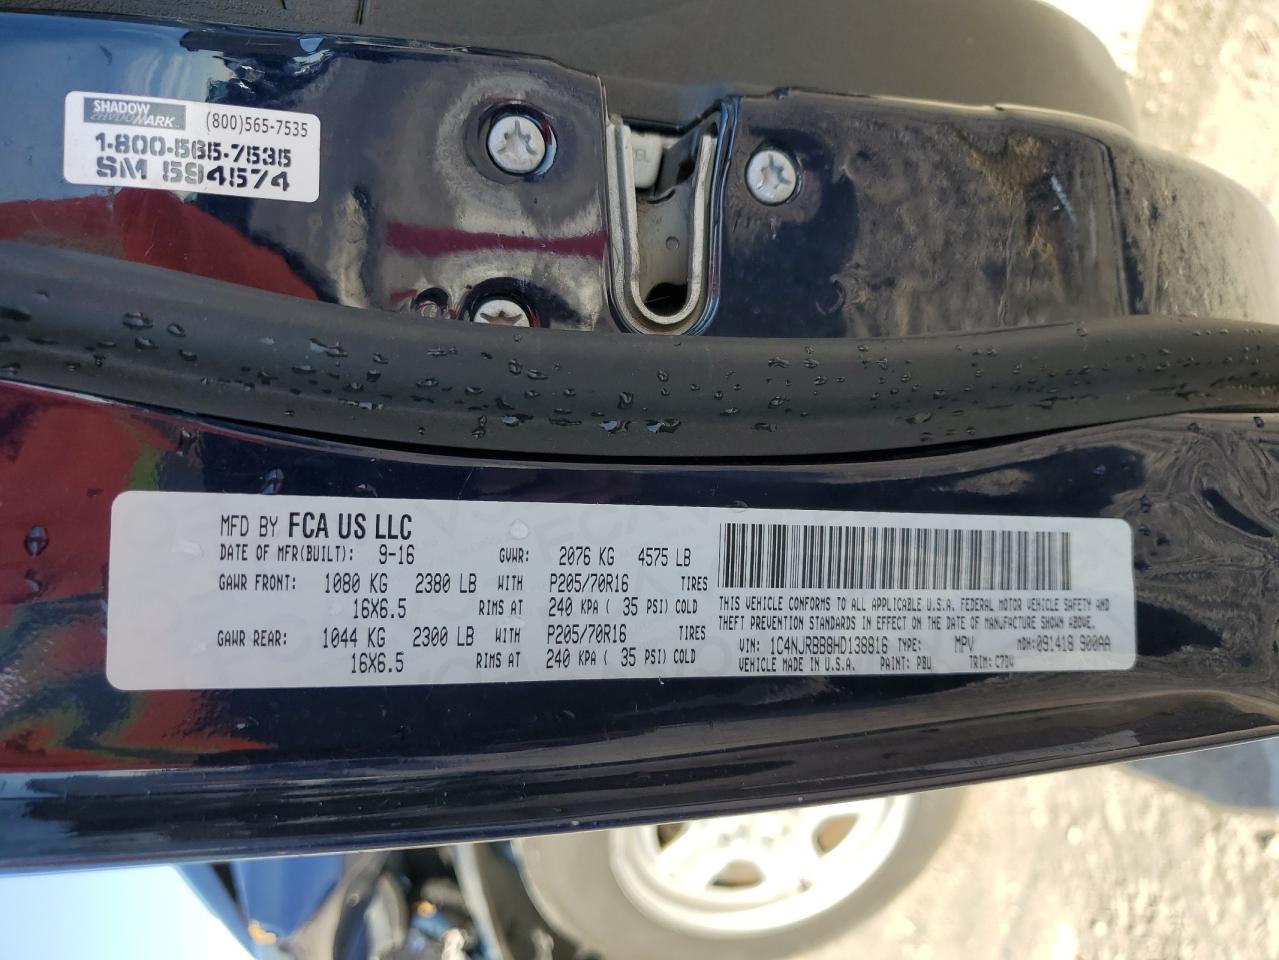 SHADOW
MARK
(800)565-7535
1-800-565-7535
SM 594574
MFD BY FCA US LLC
DATE OF MFR(BUILT): 9-16 GVWR: 2076 KG 4575 LB
GAWR FRONT: 1080 KG 2380 LB WITH P205/70R16 TIRES
16X6.5 RIMS AT 240 KPA ( 35 PSI) COLD
GAWR REAR: 1044 KG 2300 LB WITH P205/70R16 TIRES
16X6.5 RIMS AT 240 KPA ( 35 PSI) COLD
THIS VEHICLE CONFORMS TO ALL APPLICABLE U.S.A. FEDERAL MOTOR VEHICLE SAFETY AND
THEFT PREVENTION STANDARDS IN EFFECT ON THE DATE OF MANUFACTURE SHOWN ABOVE.
VIN: 1C4NJRBB8HD138816 TYPE: MPV MDH: 091418 900AA
VEHICLE MADE IN U.S.A. PAINT: PBU TRIM: C7DV